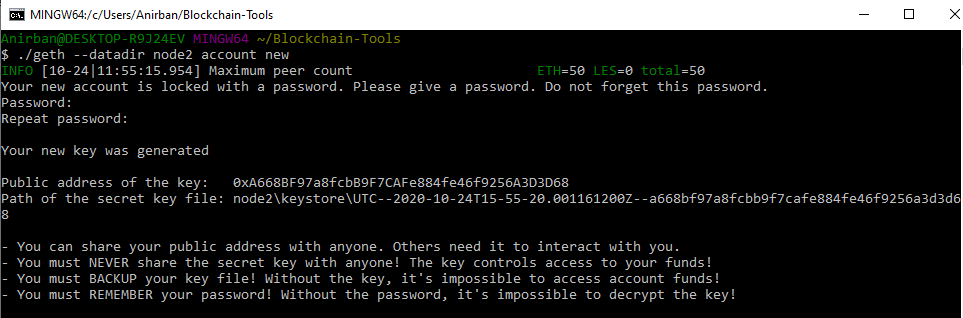 MINGW64:/c/Users/Anirban/Blockchain-Tools
Anirban@DESKTOP-R9J24EV MINGW64 ~/Blockchain-Tools
$ ./geth --datadir node2 account new
INFO [10-24|11:55:15.954] Maximum peer count                       ETH=50 LES=0 total=50
Your new account is locked with a password. Please give a password. Do not forget this password.
Password:
Repeat password:
Your new key was generated
Public address of the key:   0xA668BF97a8fcbB9F7CAFe884fe46f9256A3D3D68
Path of the secret key file: node2\keystore\UTC--2020-10-24T15-55-20.001161200Z--a668bf97a8fcbb9f7cafe884fe46f9256a3d3d6
8
- You can share your public address with anyone. Others need it to interact with you.
- You must NEVER share the secret key with anyone! The key controls access to your funds!
- You must BACKUP your key file! Without the key, it's impossible to access account funds!
- You must REMEMBER your password! Without the password, it's impossible to decrypt the key!